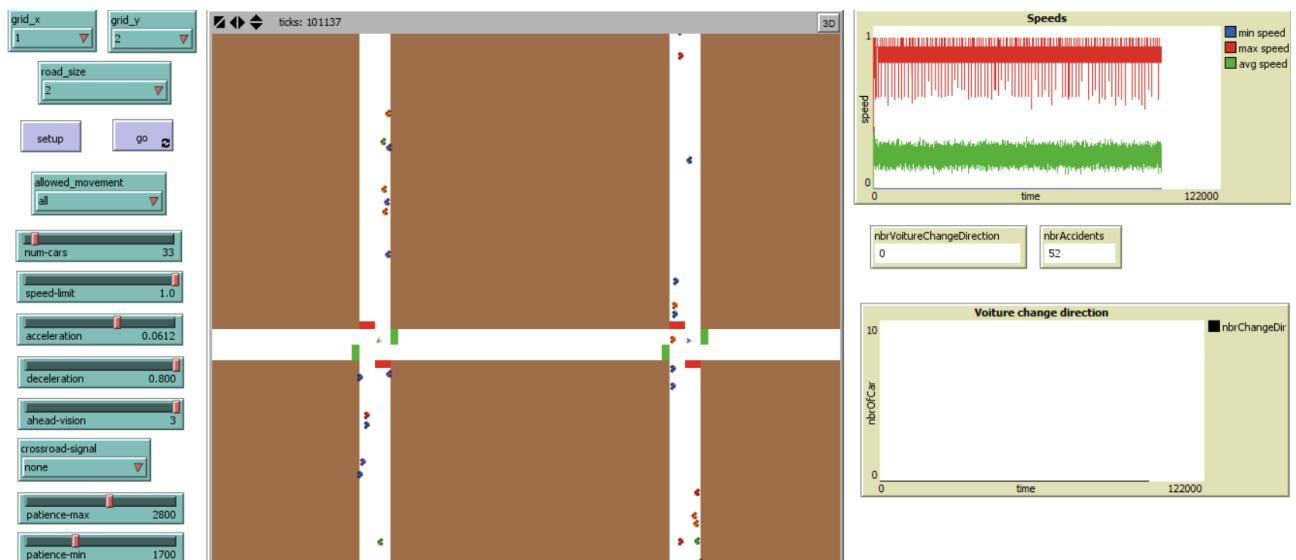 grid_x
1
grid_y
2
road_size
2
setup
go
allowed_movement
all
num-cars 33
speed-limit 1.0
acceleration 0.0612
deceleration 0.800
ahead-vision 3
crossroad-signal
none
patience-max 2800
patience-min 1700
ticks: 101137
3D
Speeds
1
speeed
0
0
time
122000
min speed
max speed
avg speed
nbrVoitureChangeDirection
0
nbrAccidents
52
Voiture change direction
10
nbrOfCar
0
0
time
122000
nbrChangeDir